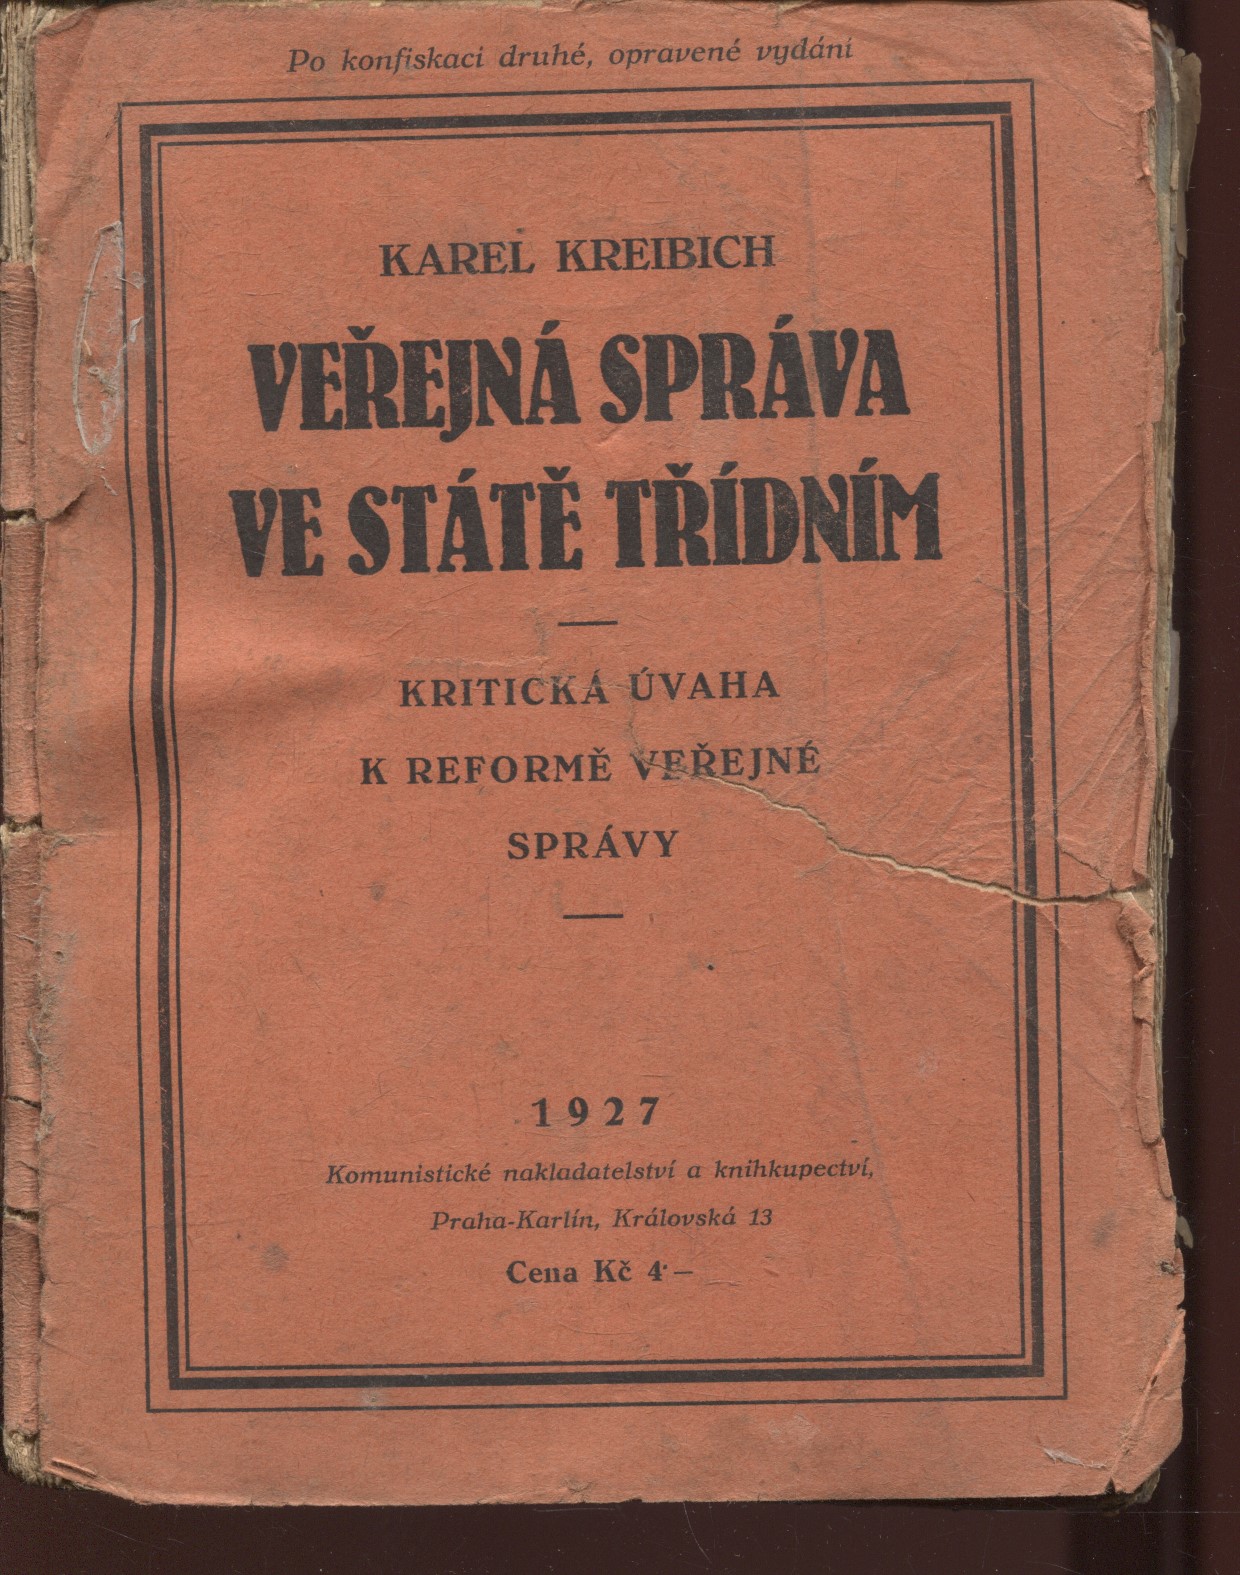 Po konfiskaci druhé, opravené vydání
KAREL KREIBICH
VEŘEJNÁ SPRÁVA
VE STÁTĚ TŘÍDNÍM
KRITICKÁ ÚVAHA
K REFORMĚ VEŘEJNÉ
SPRÁVY
1927
Komunistické nakladatelství a knihkupectví,
Praha-Karlín, Královská 13
Cena Kč 4·—